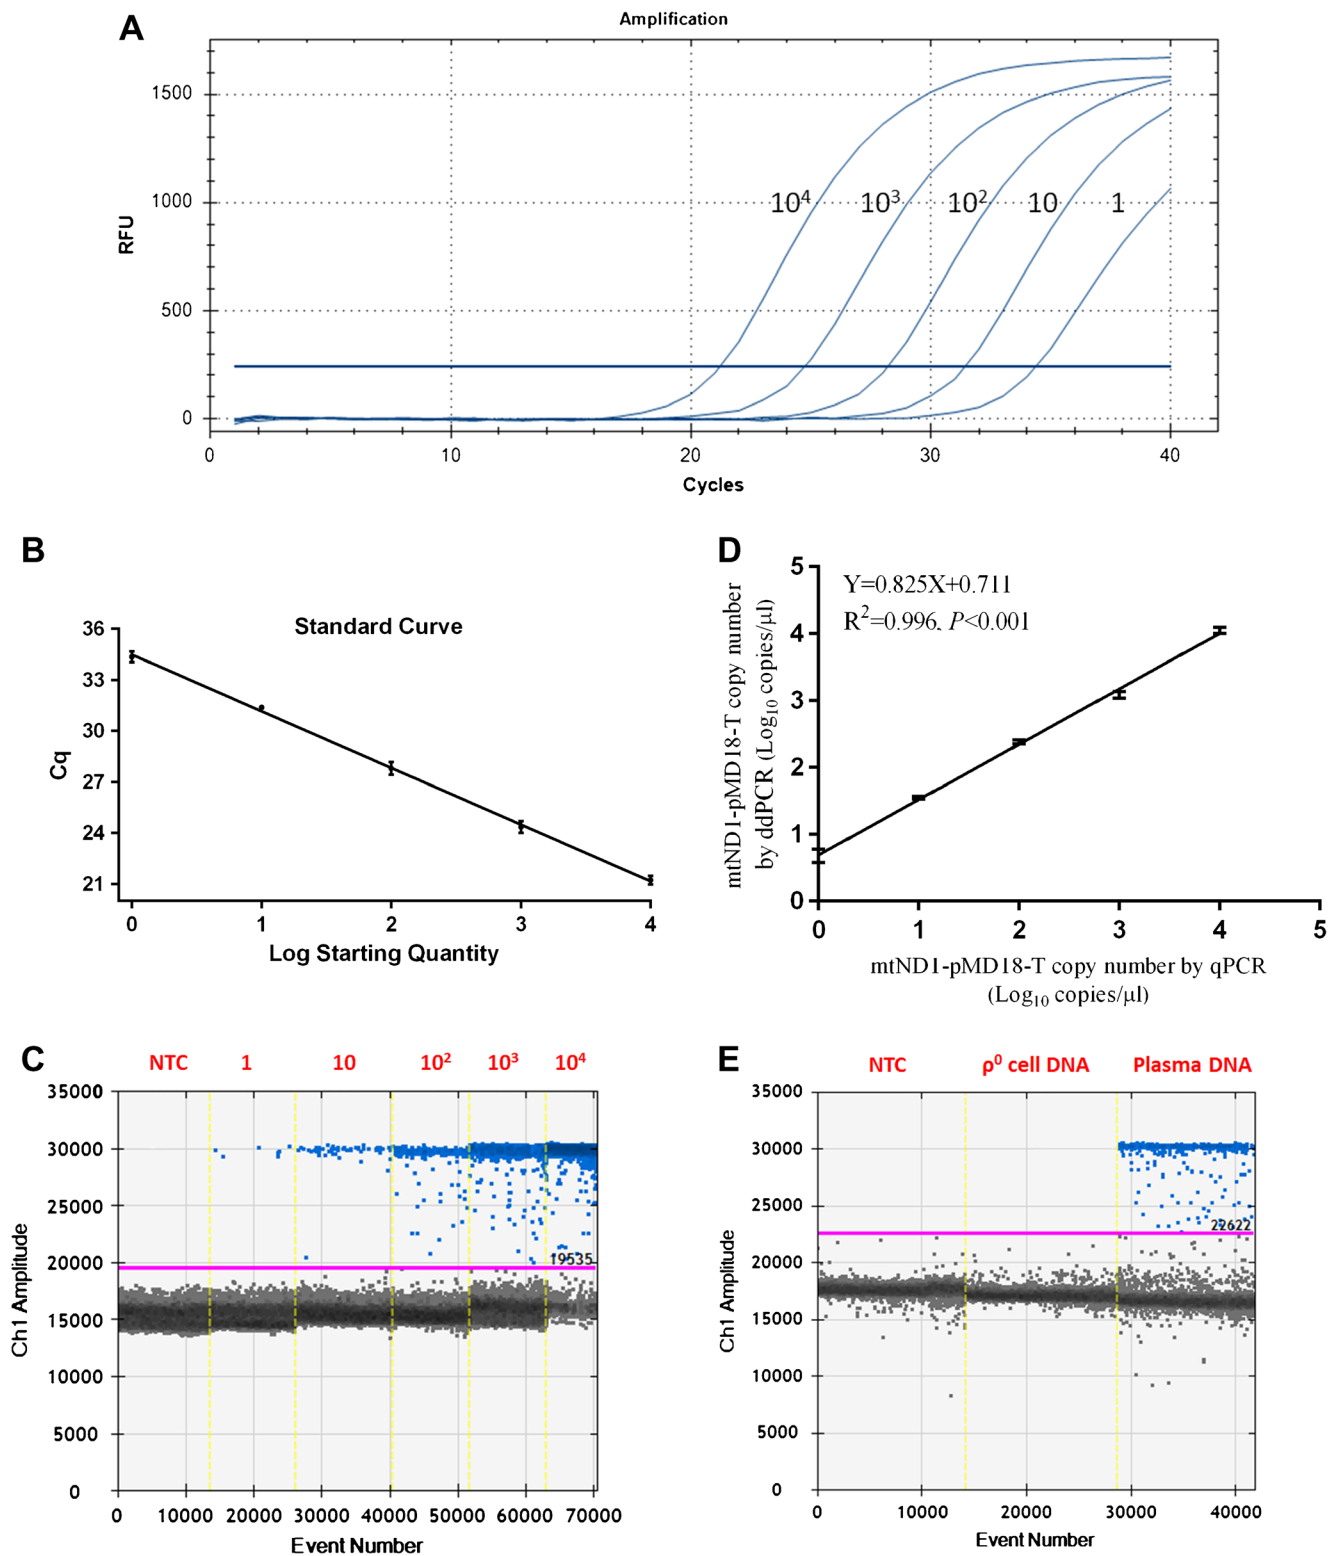 A
Amplification
RFU
1500
1000
500
0
10⁴ 10³ 10² 10 1
0 10 20 30 40
Cycles
B
Standard Curve
Cq
36
33
30
27
24
21
0 1 2 3 4
Log Starting Quantity
D
Y=0.825X+0.711
R²=0.996, P<0.001
mtND1-pMD18-T copy number
by ddPCR (Log₁₀ copies/μl)
5
4
3
2
1
0
0 1 2 3 4 5
mtND1-pMD18-T copy number by qPCR
(Log₁₀ copies/μl)
C
NTC 1 10 10² 10³ 10⁴
Ch1 Amplitude
35000
30000
25000
20000
15000
10000
5000
0
19535
0 10000 20000 30000 40000 50000 60000 70000
Event Number
E
NTC ρ⁰ cell DNA Plasma DNA
Ch1 Amplitude
35000
30000
25000
20000
15000
10000
5000
0
22622
0 10000 20000 30000 40000
Event Number